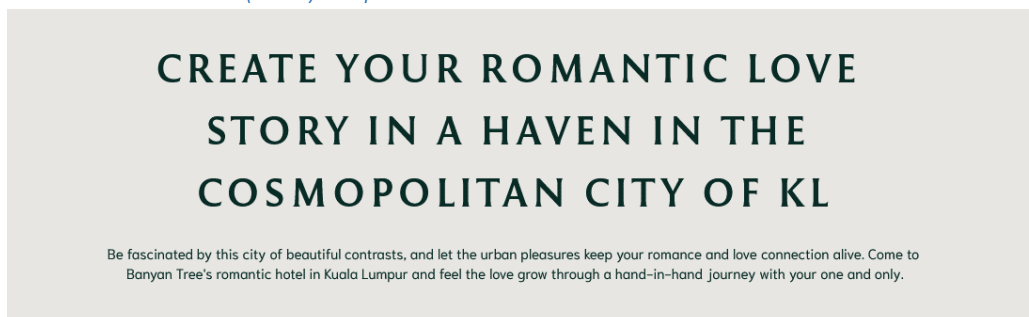 CREATE YOUR ROMANTIC LOVE
STORY IN A HAVEN IN THE
COSMOPOLITAN CITY OF KL
Be fascinated by this city of beautiful contrasts, and let the urban pleasures keep your romance and love connection alive. Come to
Banyan Tree's romantic hotel in Kuala Lumpur and feel the love grow through a hand-in-hand journey with your one and only.